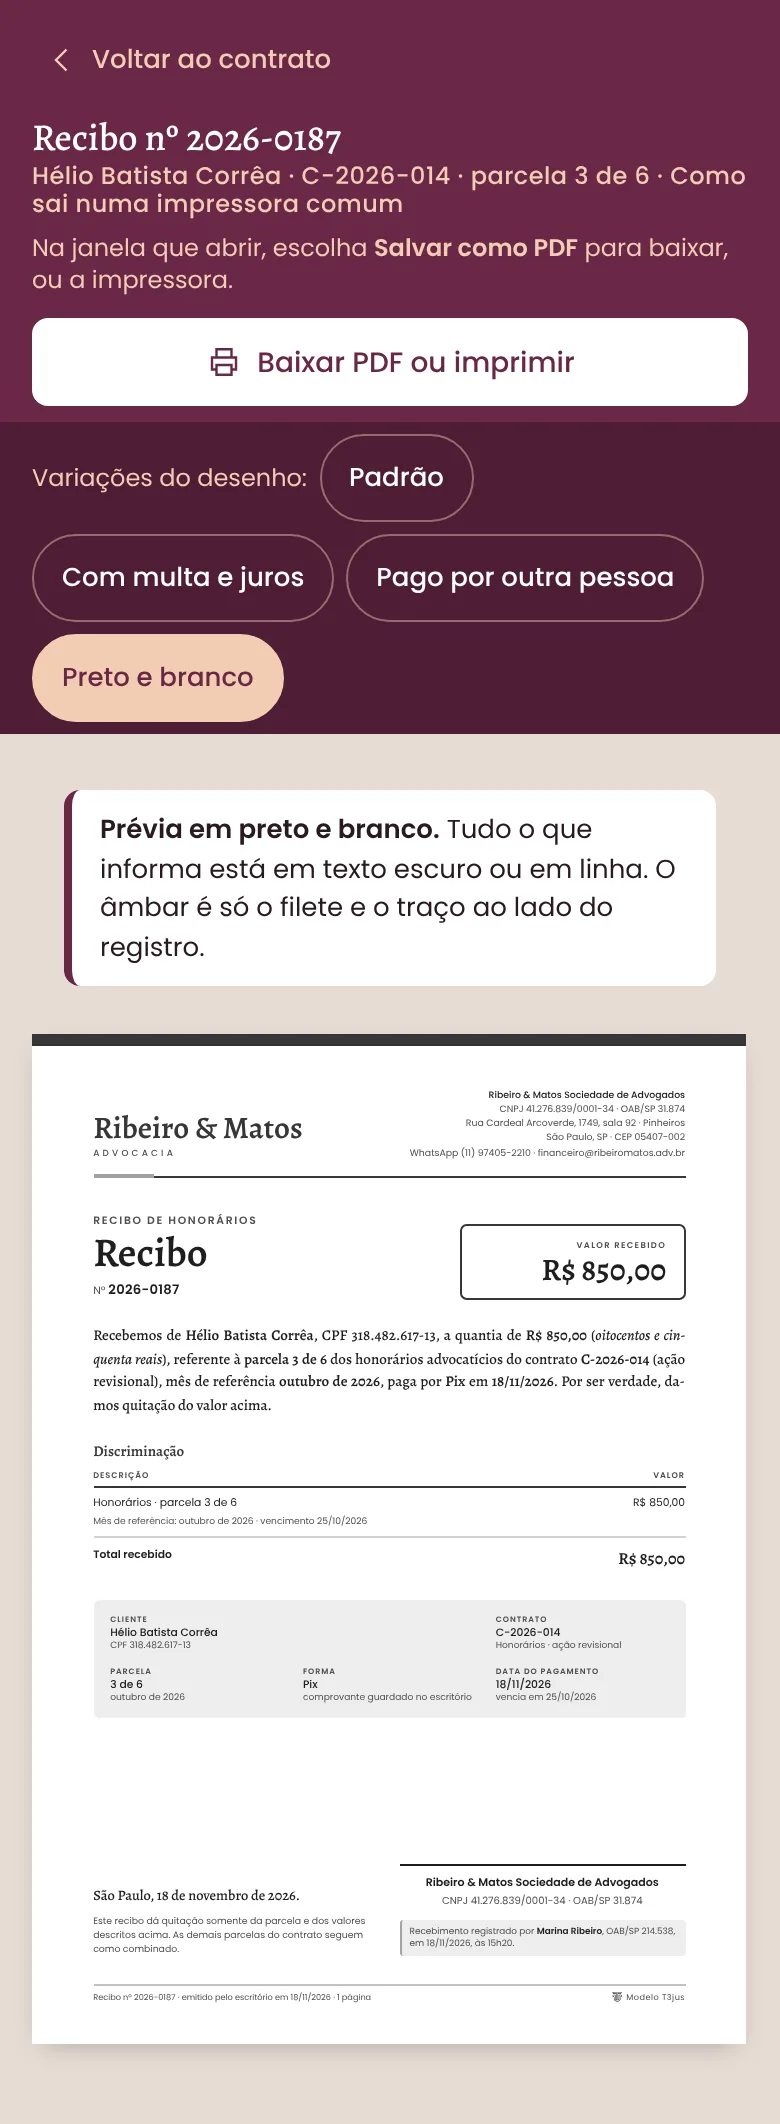 Voltar ao contrato
Recibo nº 2026-0187
Hélio Batista Corrêa · C-2026-014 · parcela 3 de 6 · Como
sai numa impressora comum
Na janela que abrir, escolha Salvar como PDF para baixar,
ou a impressora.
Baixar PDF ou imprimir
Variações do desenho: Padrão
Com multa e juros Pago por outra pessoa
Preto e branco
Prévia em preto e branco. Tudo o que
informa está em texto escuro ou em linha. O
âmbar é só o filete e o traço ao lado do
registro.
Ribeiro & Matos
ADVOCACIA
Ribeiro & Matos Sociedade de Advogados
CNPJ 41.276.839/0001-34 · OAB/SP 31.874
Rua Cardeal Arcoverde, 1749, sala 92 · Pinheiros
São Paulo, SP · CEP 05407-002
WhatsApp (11) 97405-2210 · financeiro@ribeiromatos.adv.br
RECIBO DE HONORÁRIOS
Recibo
Nº 2026-0187
VALOR RECEBIDO
R$ 850,00
Recebemos de Hélio Batista Corrêa, CPF 318.482.617-13, a quantia de R$ 850,00 (oitocentos e cin-
quenta reais), referente à parcela 3 de 6 dos honorários advocatícios do contrato C-2026-014 (ação
revisional), mês de referência outubro de 2026, paga por Pix em 18/11/2026. Por ser verdade, da-
mos quitação do valor acima.
Discriminação
DESCRIÇÃO VALOR
Honorários · parcela 3 de 6 R$ 850,00
Mês de referência: outubro de 2026 · vencimento 25/10/2026
Total recebido R$ 850,00
CLIENTE CONTRATO
Hélio Batista Corrêa C-2026-014
CPF 318.482.617-13 Honorários · ação revisional
PARCELA FORMA DATA DO PAGAMENTO
3 de 6 Pix 18/11/2026
outubro de 2026 comprovante guardado no escritório vencia em 25/10/2026
São Paulo, 18 de novembro de 2026.
Este recibo dá quitação somente da parcela e dos valores
descritos acima. As demais parcelas do contrato seguem
como combinado.
Ribeiro & Matos Sociedade de Advogados
CNPJ 41.276.839/0001-34 · OAB/SP 31.874
Recebimento registrado por Marina Ribeiro, OAB/SP 214.538,
em 18/11/2026, às 15h20.
Recibo nº 2026-0187 · emitido pelo escritório em 18/11/2026 · 1 página Modelo T3jus